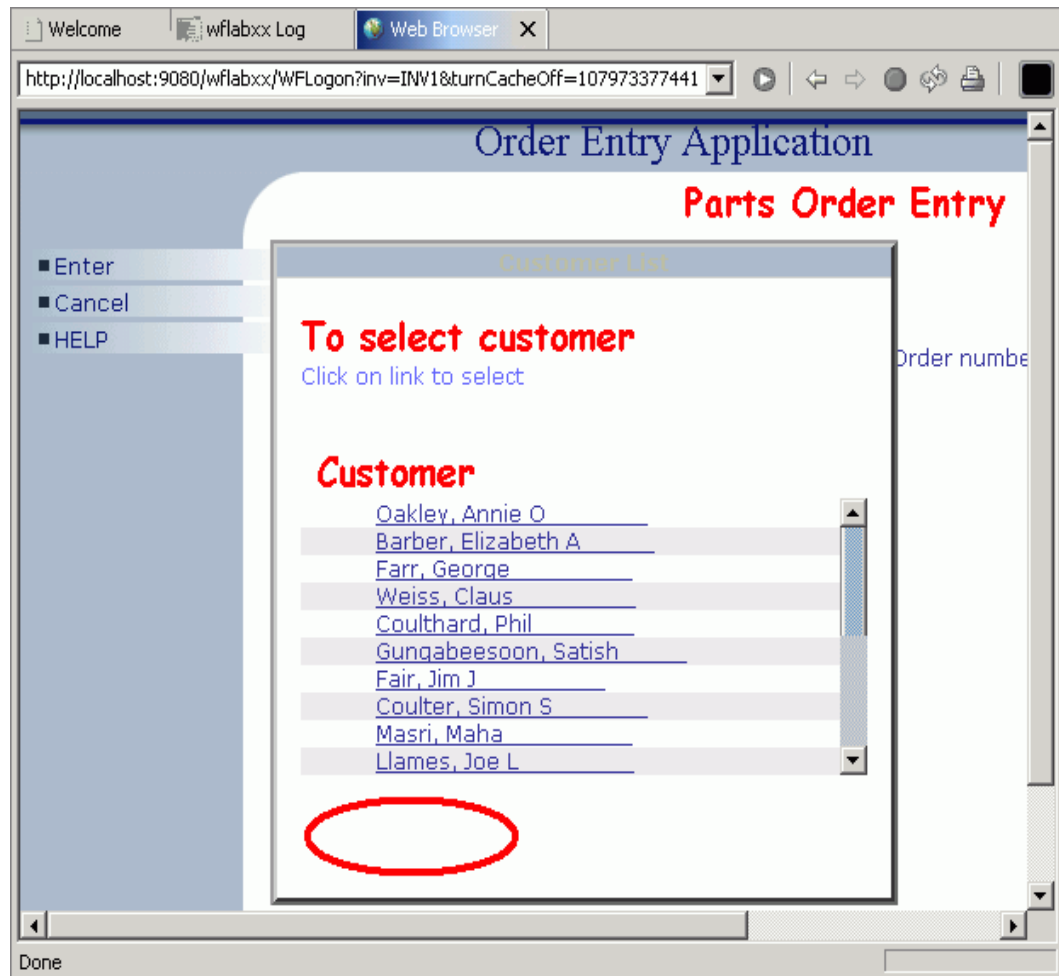 Welcome wflabxx Log Web Browser
http://localhost:9080/wflabxx/WFLogon?inv=INV1&turnCacheOff=107973377441
Order Entry Application
Parts Order Entry
Enter
Cancel
HELP
Customer List
To select customer
Click on link to select
Order numbe
Customer
Oakley, Annie O
Barber, Elizabeth A
Farr, George
Weiss, Claus
Coulthard, Phil
Gungabeesoon, Satish
Fair, Jim J
Coulter, Simon S
Masri, Maha
Llames, Joe L
Done